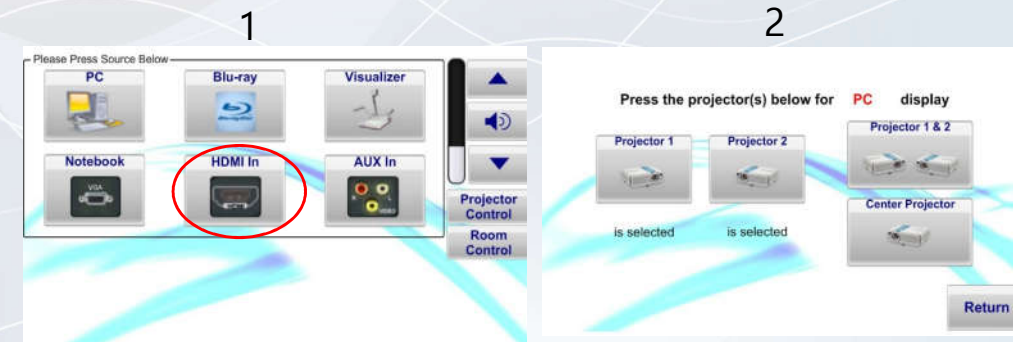 1
Please Press Source Below
PC
Blu-ray
Visualizer
Notebook
VGA
HDMI In
AUX In
R
L
VIDEO
Projector
Control
Room
Control
2
Press the projector(s) below for PC display
Projector 1
Projector 2
Projector 1 & 2
is selected
is selected
Center Projector
Return